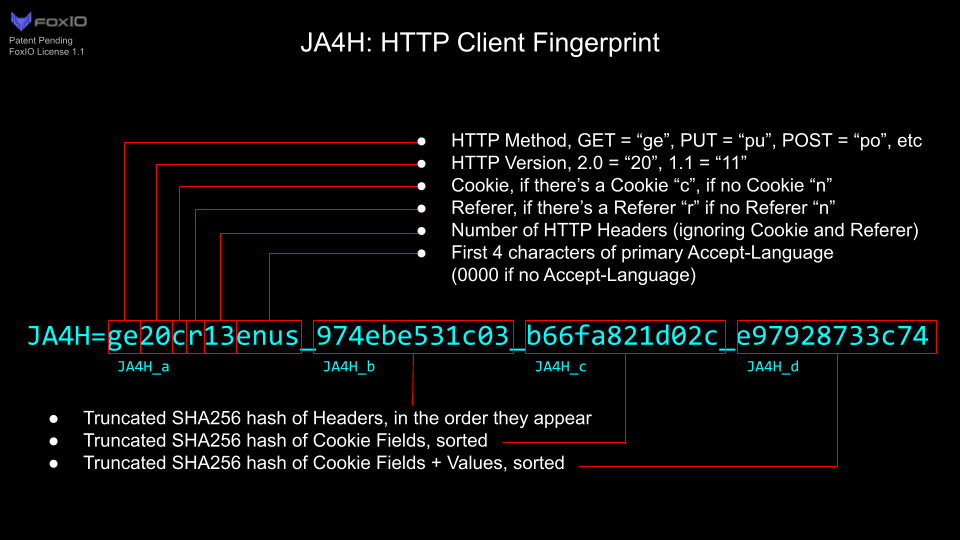 FOXIO
Patent Pending
FoxIO License 1.1
JA4H: HTTP Client Fingerprint
● HTTP Method, GET = “ge”, PUT = “pu”, POST = “po”, etc
● HTTP Version, 2.0 = “20”, 1.1 = “11”
● Cookie, if there’s a Cookie “c”, if no Cookie “n”
● Referer, if there’s a Referer “r” if no Referer “n”
● Number of HTTP Headers (ignoring Cookie and Referer)
● First 4 characters of primary Accept-Language
(0000 if no Accept-Language)
JA4H=ge20cr13enus_974ebe531c03_b66fa821d02c_e97928733c74
JA4H_a JA4H_b JA4H_c JA4H_d
● Truncated SHA256 hash of Headers, in the order they appear
● Truncated SHA256 hash of Cookie Fields, sorted
● Truncated SHA256 hash of Cookie Fields + Values, sorted